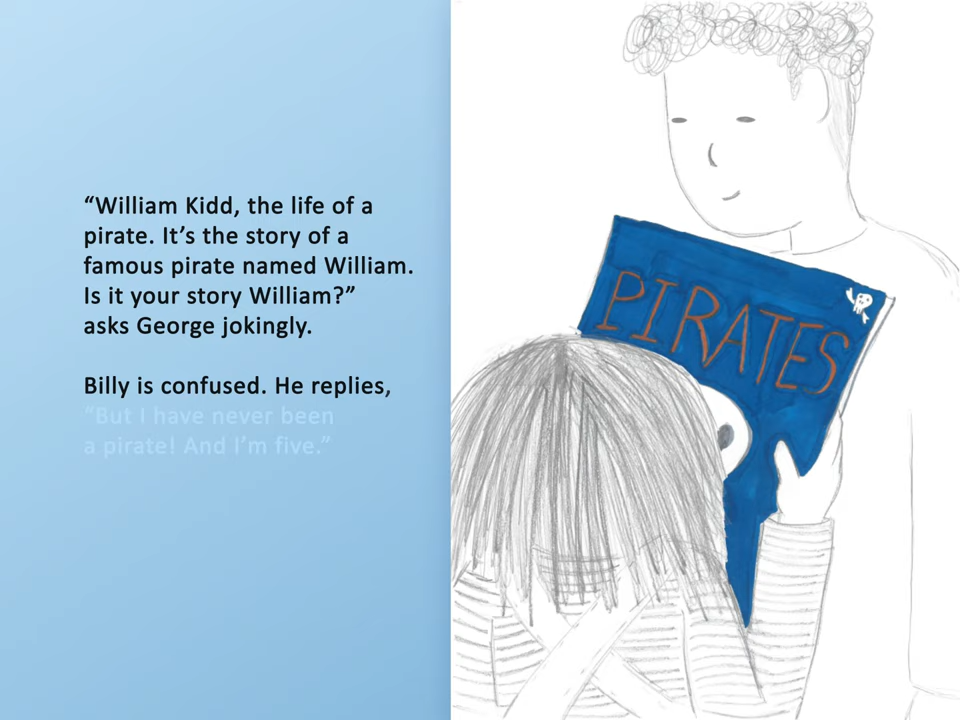 “William Kidd, the life of a
pirate. It’s the story of a
famous pirate named William.
Is it your story William?”
asks George jokingly.
Billy is confused. He replies,
“But I have never been
a pirate! And I’m five.”
PIRATES